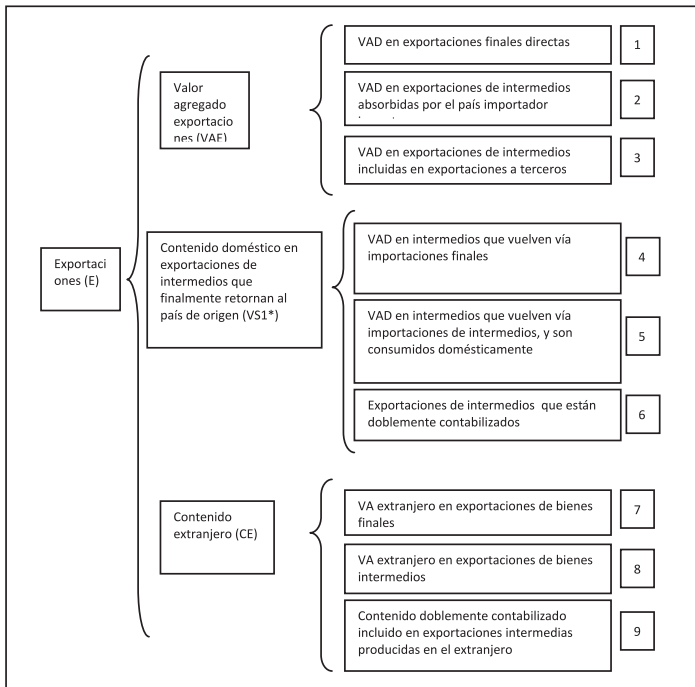 VAD en exportaciones finales directas
1
Valor
agregado
exportacio
nes (VAE)
VAD en exportaciones de intermedios
absorbidas por el país importador
2
VAD en exportaciones de intermedios
incluidas en exportaciones a terceros
3
Exportaci
ones (E)
Contenido doméstico en
exportaciones de
intermedios que
finalmente retornan al
país de origen (VS1*)
VAD en intermedios que vuelven vía
importaciones finales
4
VAD en intermedios que vuelven vía
importaciones de intermedios, y son
consumidos domésticamente
5
Exportaciones de intermedios que están
doblemente contabilizados
6
Contenido
extranjero (CE)
VA extranjero en exportaciones de bienes
finales
7
VA extranjero en exportaciones de bienes
intermedios
8
Contenido doblemente contabilizado
incluido en exportaciones intermedias
producidas en el extranjero
9